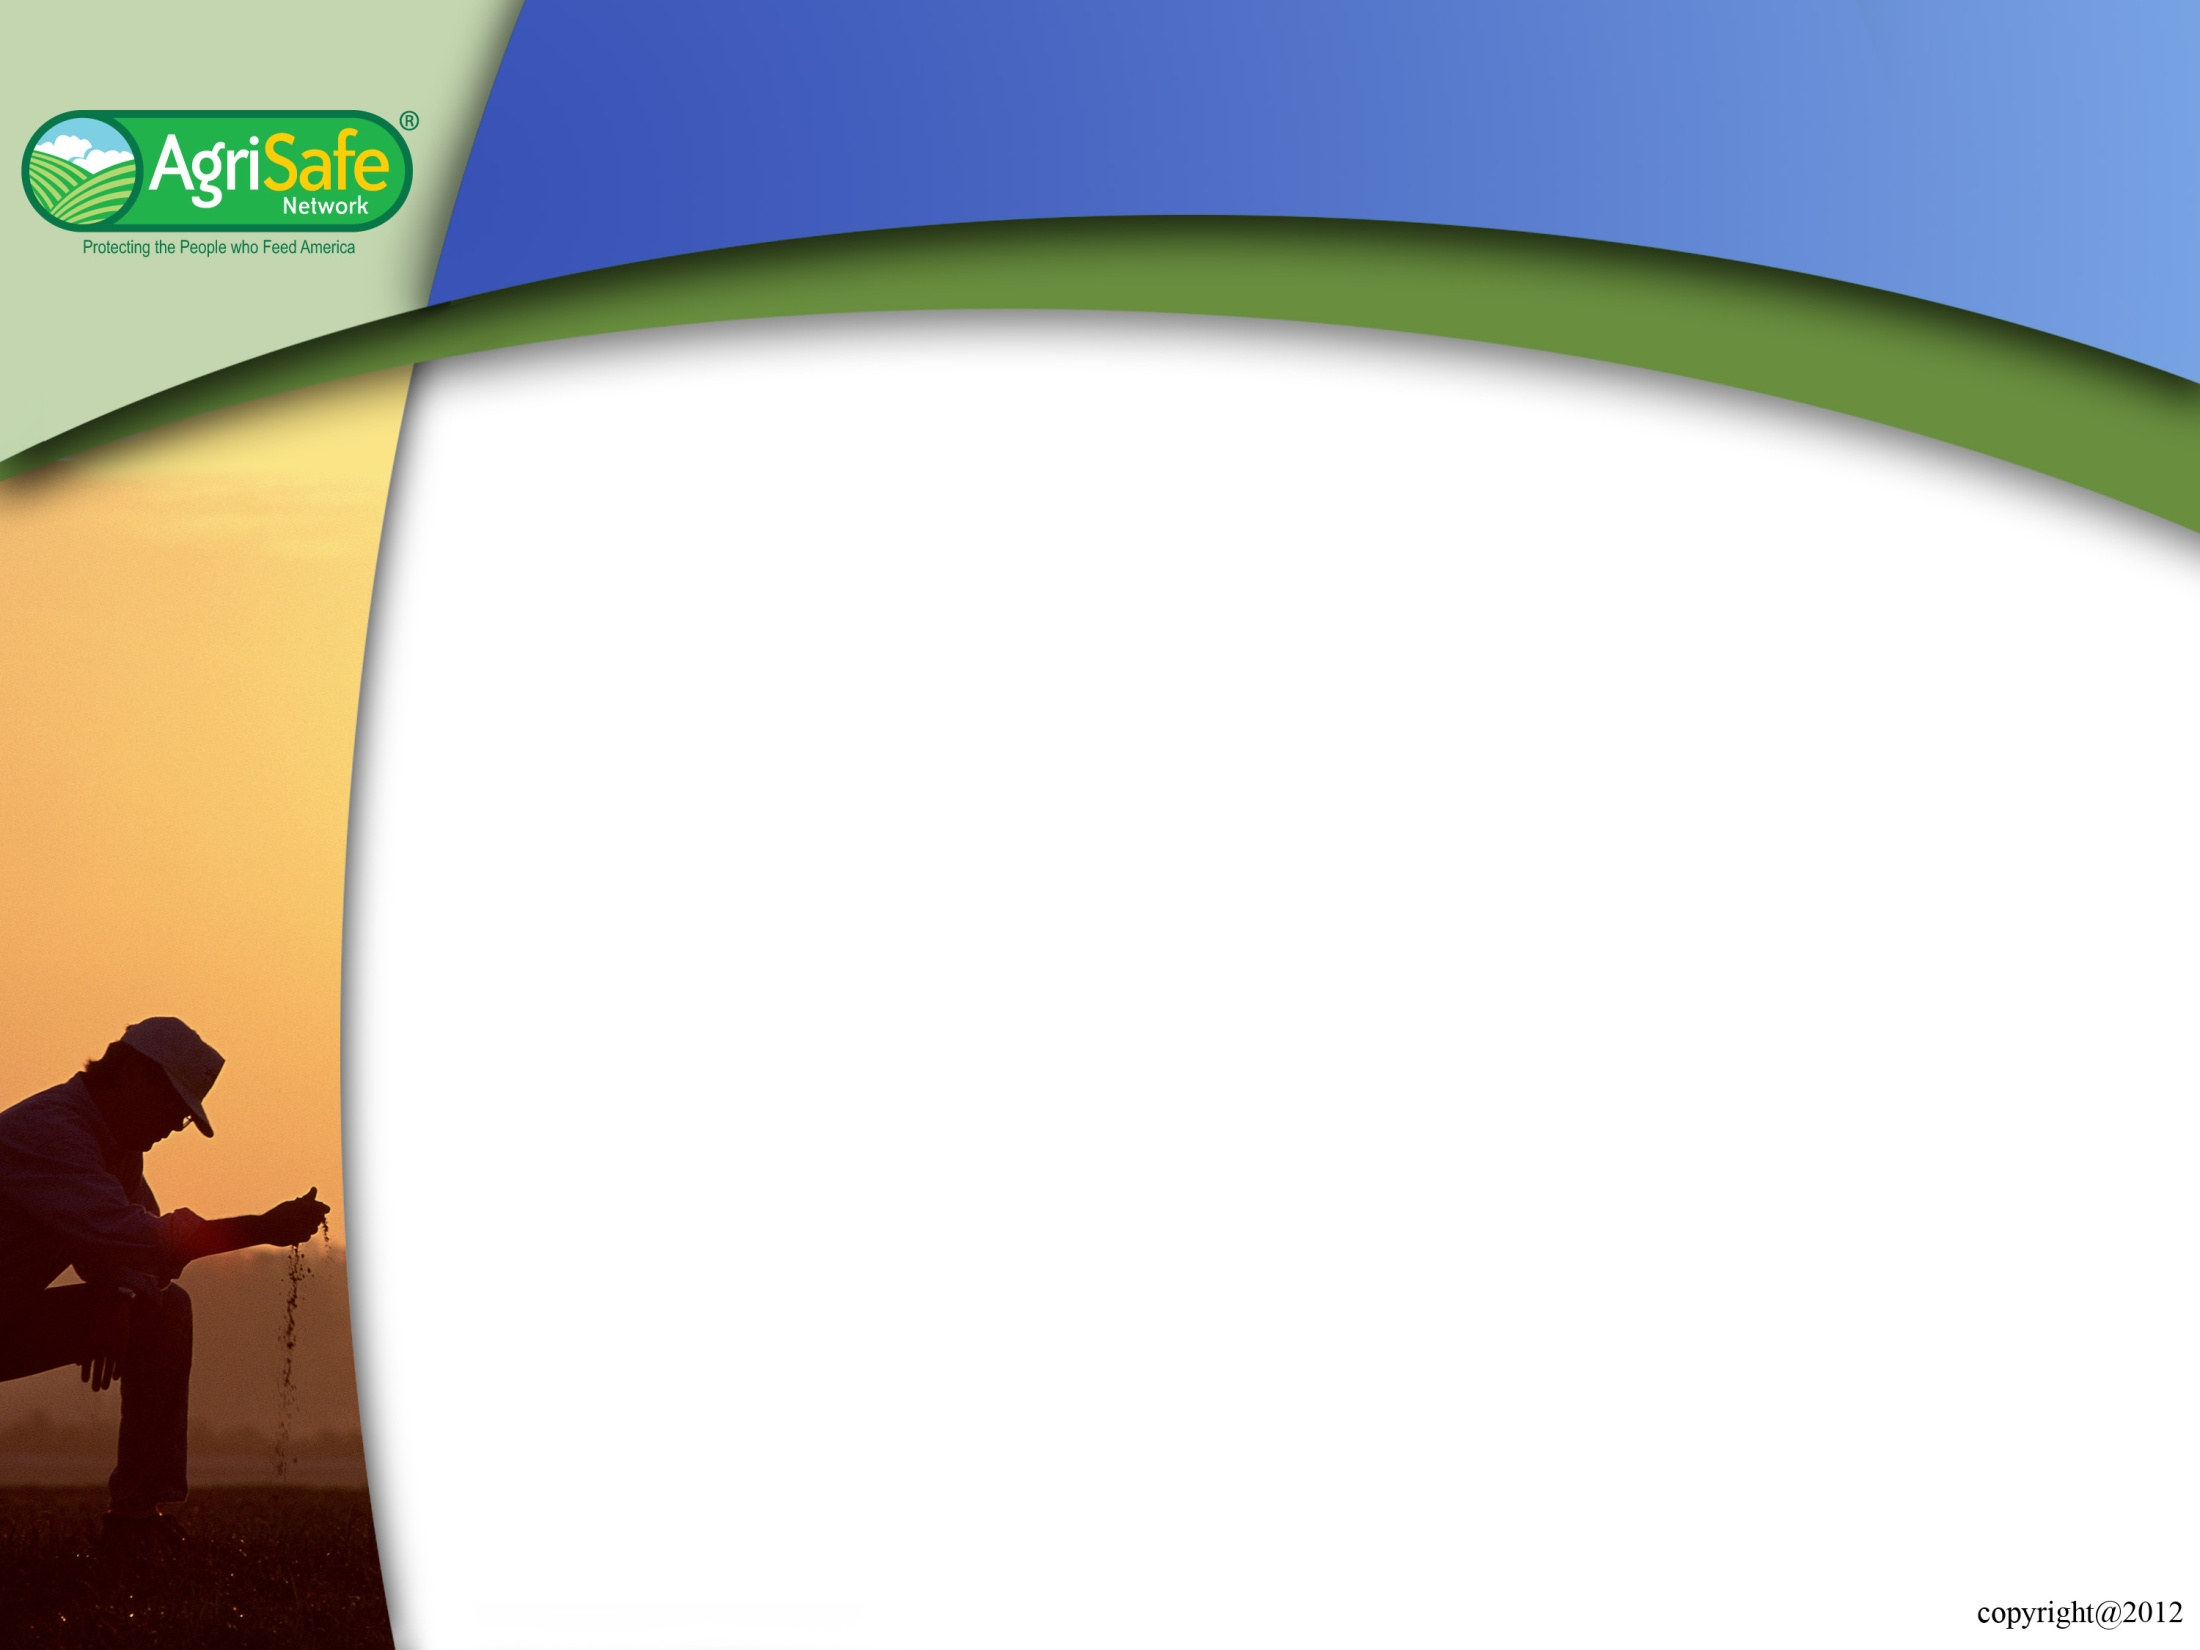 AgriSafe
Network
®
Protecting the People who Feed America
copyright@2012